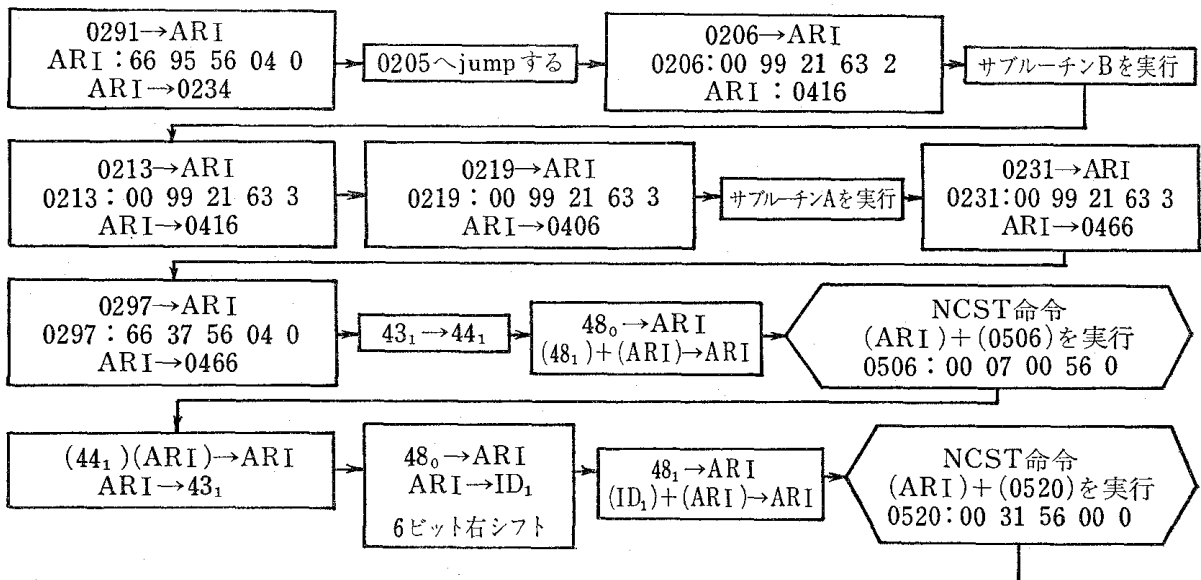 0291→ARI
ARI:66 95 56 04 0
ARI→0234
0205へjumpする
0206→ARI
0206:00 99 21 63 2
ARI:0416
サブルーチンBを実行
0213→ARI
0213:00 99 21 63 3
ARI→0416
0219→ARI
0219:00 99 21 63 3
ARI→0406
サブルーチンAを実行
0231→ARI
0231:00 99 21 63 3
ARI→0466
0297→ARI
0297:66 37 56 04 0
ARI→0466
43₁→44₁
48₀→ARI
(48₁)+(ARI)→ARI
NCST命令
(ARI)+(0506)を実行
0506:00 07 00 56 0
(44₁)(ARI)→ARI
ARI→43₁
48₀→ARI
ARI→ID₁
6ビット右シフト
48₁→ARI
(ID₁)+(ARI)→ARI
NCST命令
(ARI)+(0520)を実行
0520:00 31 56 00 0